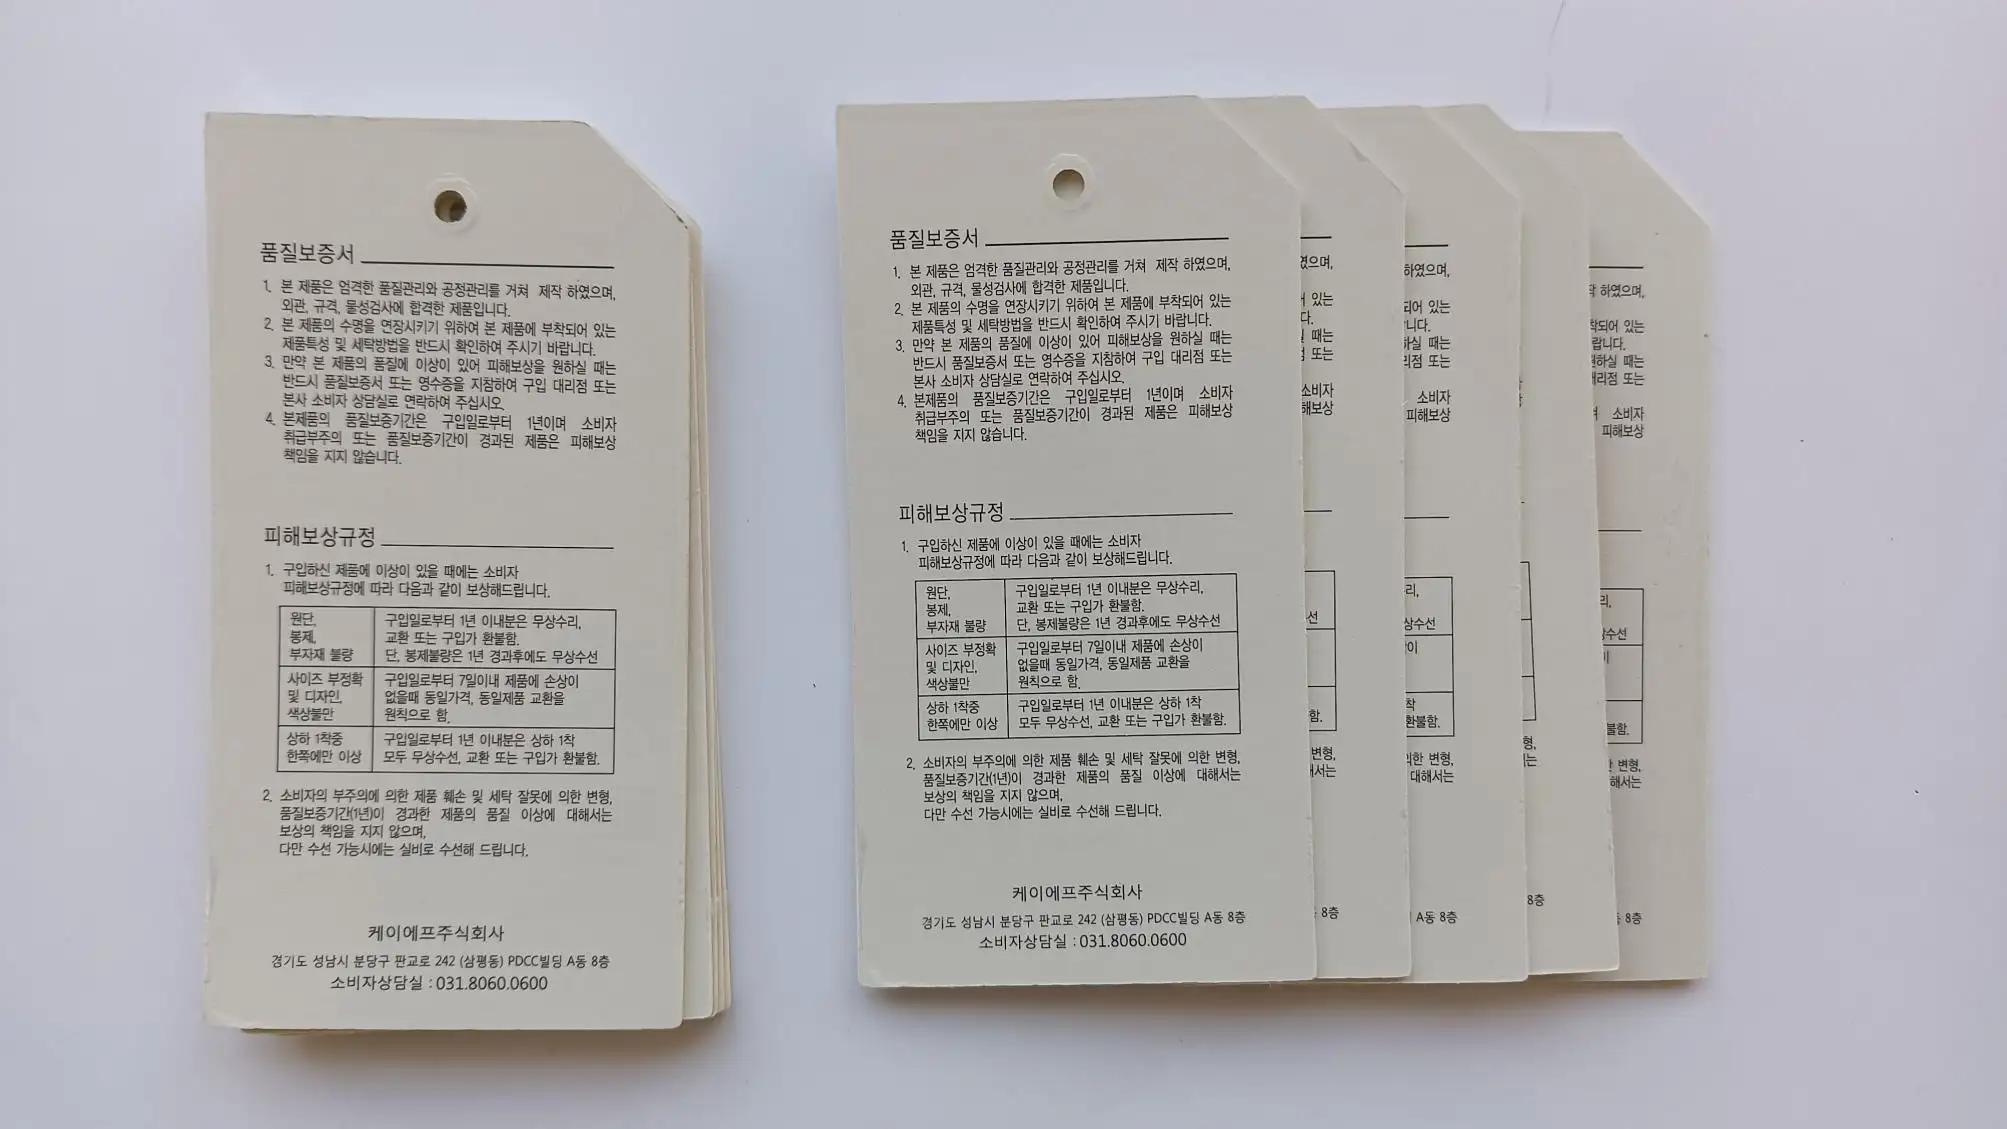 품질보증서
1. 본 제품은 엄격한 품질관리와 공정관리를 거쳐 제작 하였으며,
외관, 규격, 물성검사에 합격한 제품입니다.
2. 본 제품의 수명을 연장시키기 위하여 본 제품에 부착되어 있는
제품특성 및 세탁방법을 반드시 확인하여 주시기 바랍니다.
3. 만약 본 제품의 품질에 이상이 있어 피해보상을 원하실 때는
반드시 품질보증서 또는 영수증을 지참하여 구입 대리점 또는
본사 소비자 상담실로 연락하여 주십시오.
4. 본제품의 품질보증기간은 구입일로부터 1년이며 소비자
취급부주의 또는 품질보증기간이 경과된 제품은 피해보상
책임을 지지 않습니다.
피해보상규정
1. 구입하신 제품에 이상이 있을 때에는 소비자
피해보상규정에 따라 다음과 같이 보상해드립니다.
원단, 구입일로부터 1년 이내분은 무상수리,
봉제, 교환 또는 구입가 환불함.
부자재 불량 단, 봉제불량은 1년 경과후에도 무상수선
사이즈 부정확 구입일로부터 7일이내 제품에 손상이
및 디자인, 없을때 동일가격, 동일제품 교환을
색상불만 원칙으로 함.
상하 1착중 구입일로부터 1년 이내분은 상하 1착
한쪽에만 이상 모두 무상수선, 교환 또는 구입가 환불함.
2. 소비자의 부주의에 의한 제품 훼손 및 세탁 잘못에 의한 변형,
품질보증기간(1년)이 경과한 제품의 품질 이상에 대해서는
보상의 책임을 지지 않으며,
다만 수선 가능시에는 실비로 수선해 드립니다.
케이에프주식회사
경기도 성남시 분당구 판교로 242 (삼평동) PDCC빌딩 A동 8층
소비자상담실 : 031.8060.0600
품질보증서
1. 본 제품은 엄격한 품질관리와 공정관리를 거쳐 제작 하였으며,
외관, 규격, 물성검사에 합격한 제품입니다.
2. 본 제품의 수명을 연장시키기 위하여 본 제품에 부착되어 있는
제품특성 및 세탁방법을 반드시 확인하여 주시기 바랍니다.
3. 만약 본 제품의 품질에 이상이 있어 피해보상을 원하실 때는
반드시 품질보증서 또는 영수증을 지참하여 구입 대리점 또는
본사 소비자 상담실로 연락하여 주십시오.
4. 본제품의 품질보증기간은 구입일로부터 1년이며 소비자
취급부주의 또는 품질보증기간이 경과된 제품은 피해보상
책임을 지지 않습니다.
피해보상규정
1. 구입하신 제품에 이상이 있을 때에는 소비자
피해보상규정에 따라 다음과 같이 보상해드립니다.
원단, 구입일로부터 1년 이내분은 무상수리,
봉제, 교환 또는 구입가 환불함.
부자재 불량 단, 봉제불량은 1년 경과후에도 무상수선
사이즈 부정확 구입일로부터 7일이내 제품에 손상이
및 디자인, 없을때 동일가격, 동일제품 교환을
색상불만 원칙으로 함.
상하 1착중 구입일로부터 1년 이내분은 상하 1착
한쪽에만 이상 모두 무상수선, 교환 또는 구입가 환불함.
2. 소비자의 부주의에 의한 제품 훼손 및 세탁 잘못에 의한 변형,
품질보증기간(1년)이 경과한 제품의 품질 이상에 대해서는
보상의 책임을 지지 않으며,
다만 수선 가능시에는 실비로 수선해 드립니다.
케이에프주식회사
경기도 성남시 분당구 판교로 242 (삼평동) PDCC빌딩 A동 8층
소비자상담실 : 031.8060.0600